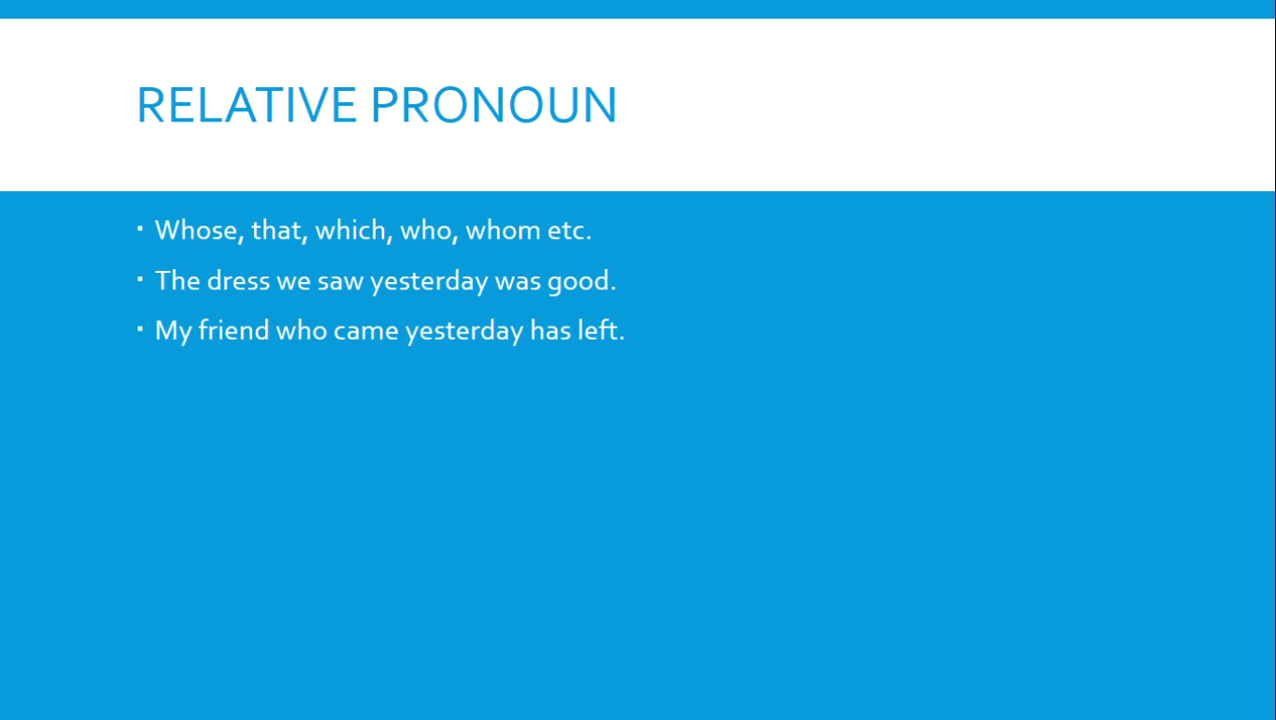 RELATIVE PRONOUN
▪ Whose, that, which, who, whom etc.
▪ The dress we saw yesterday was good.
▪ My friend who came yesterday has left.